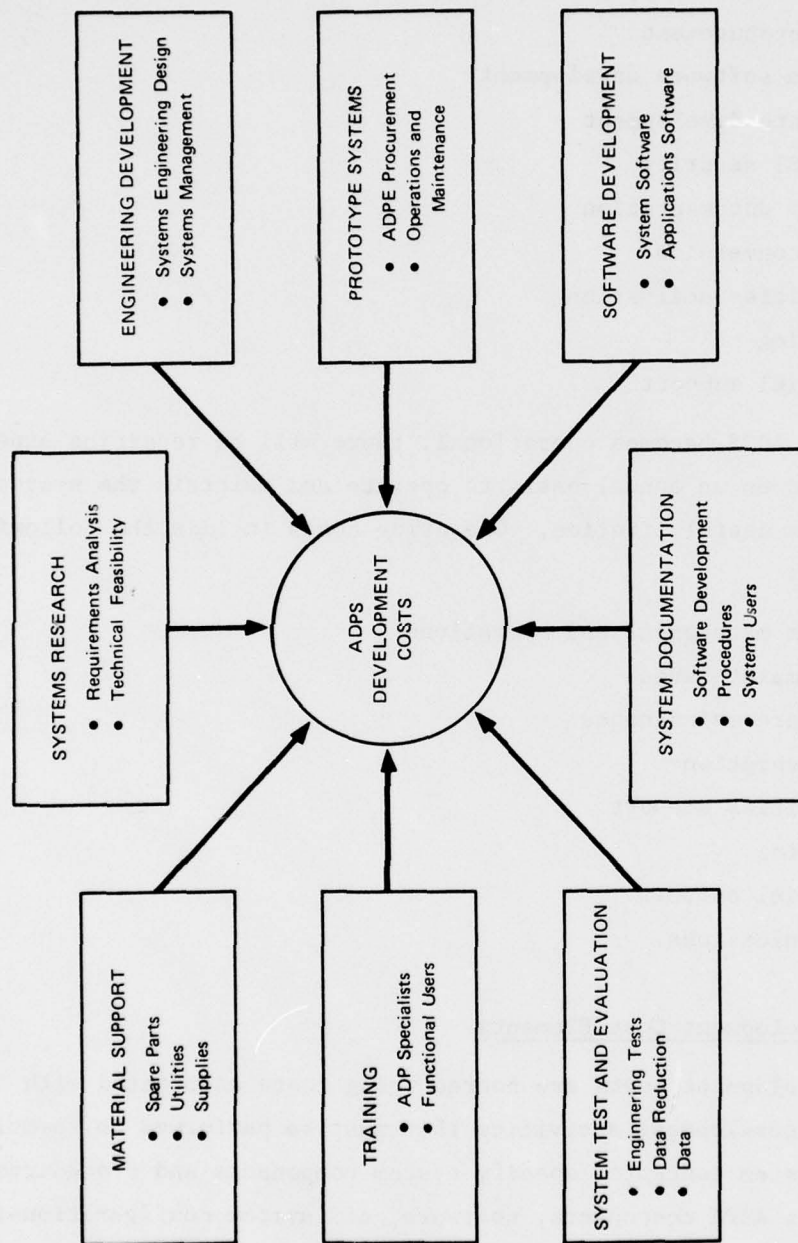 SYSTEM TEST AND EVALUATION
• Enginnering Tests
• Data Reduction
• Data
TRAINING
• ADP Specialists
• Functional Users
MATERIAL SUPPORT
• Spare Parts
• Utilities
• Supplies
SYSTEM DOCUMENTATION
• Software Development
• Procedures
• System Users
ADPS
DEVELOPMENT
COSTS
SYSTEMS RESEARCH
• Requirements Analysis
• Technical Feasibility
SOFTWARE DEVELOPMENT
• System Software
• Applications Software
PROTOTYPE SYSTEMS
• ADPE Procurement
• Operations and
Maintenance
ENGINEERING DEVELOPMENT
• Systems Engineering Design
• Systems Management